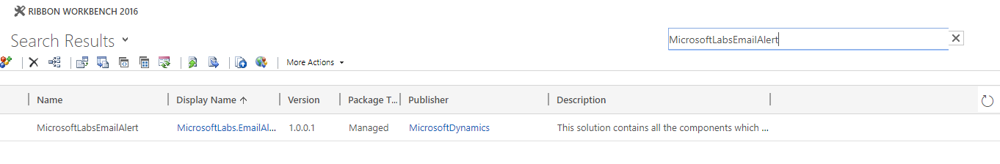 RIBBON WORKBENCH 2016
Search Results
MicrosoftLabsEmailAlert
More Actions
Name Display Name Version Package T... Publisher Description
MicrosoftLabsEmailAlert MicrosoftLabs.EmailAl... 1.0.0.1 Managed MicrosoftDynamics This solution contains all the components which ...